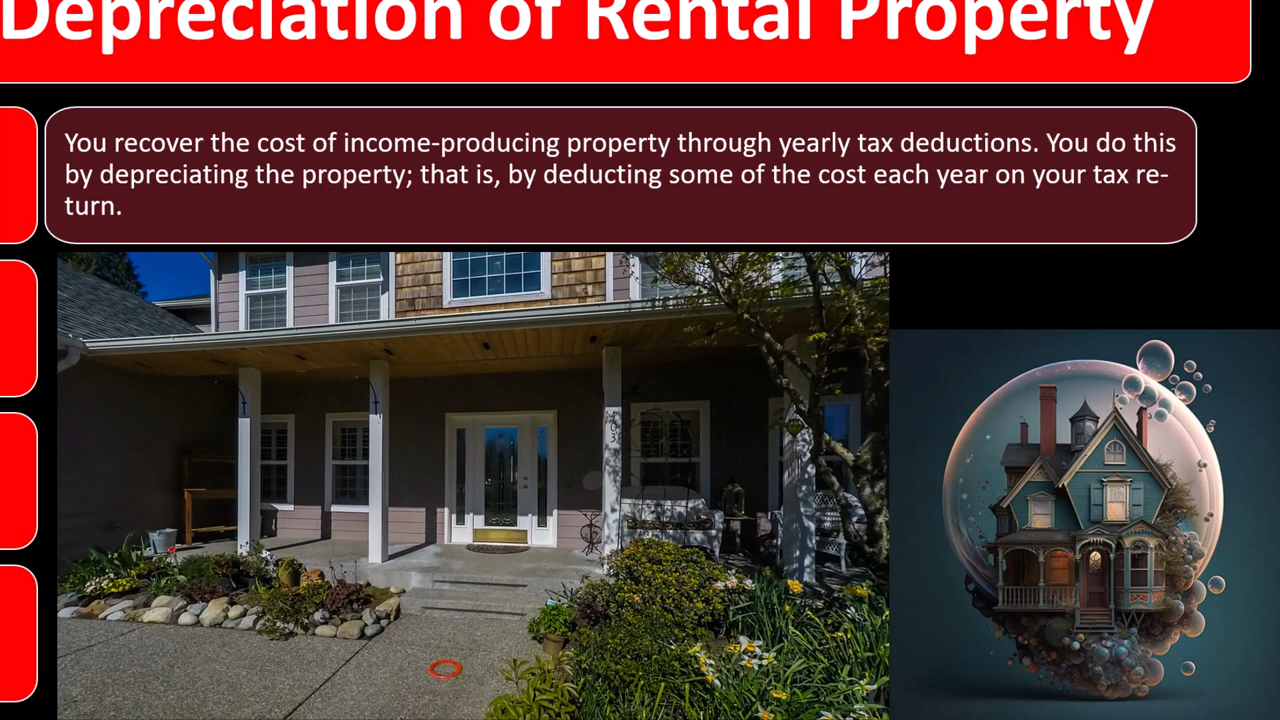 Depreciation of Rental Property
You recover the cost of income-producing property through yearly tax deductions. You do this
by depreciating the property; that is, by deducting some of the cost each year on your tax re-
turn.